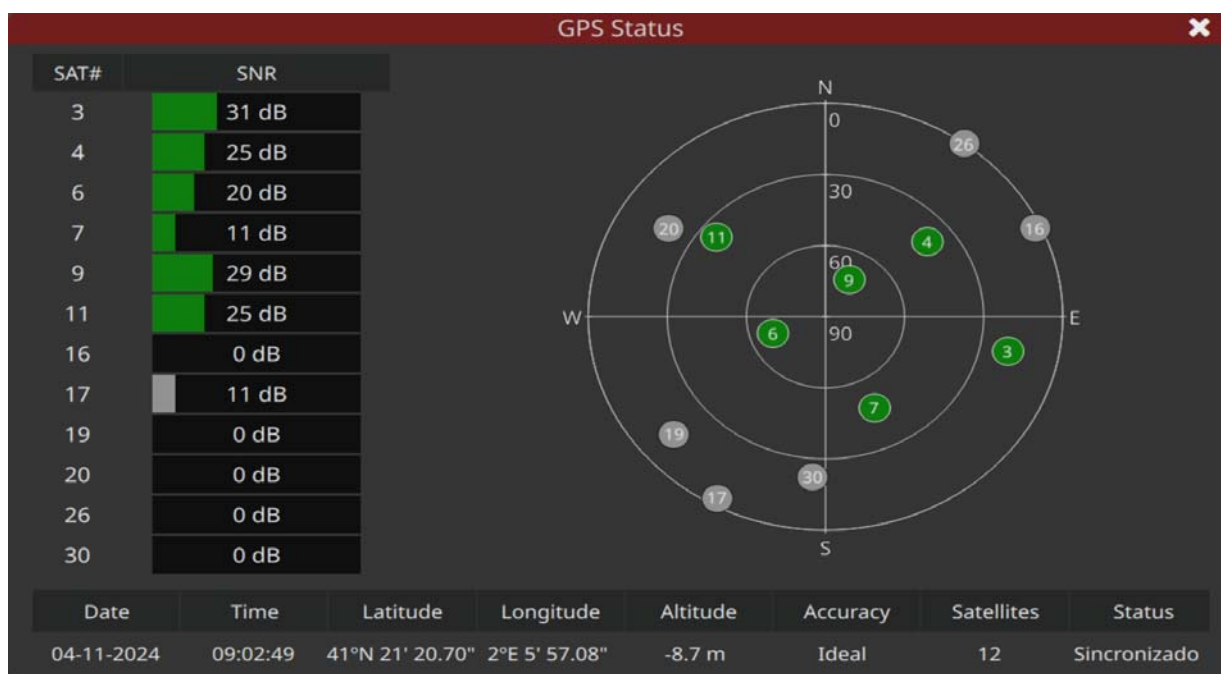 GPS Status
SAT# SNR
3 31 dB
4 25 dB
6 20 dB
7 11 dB
9 29 dB
11 25 dB
16 0 dB
17 11 dB
19 0 dB
20 0 dB
26 0 dB
30 0 dB
N
0
26
30
20
11
4
16
60
9
W
E
6
90
3
7
19
30
17
S
Date Time Latitude Longitude Altitude Accuracy Satellites Status
04-11-2024 09:02:49 41°N 21' 20.70" 2°E 5' 57.08" -8.7 m Ideal 12 Sincronizado